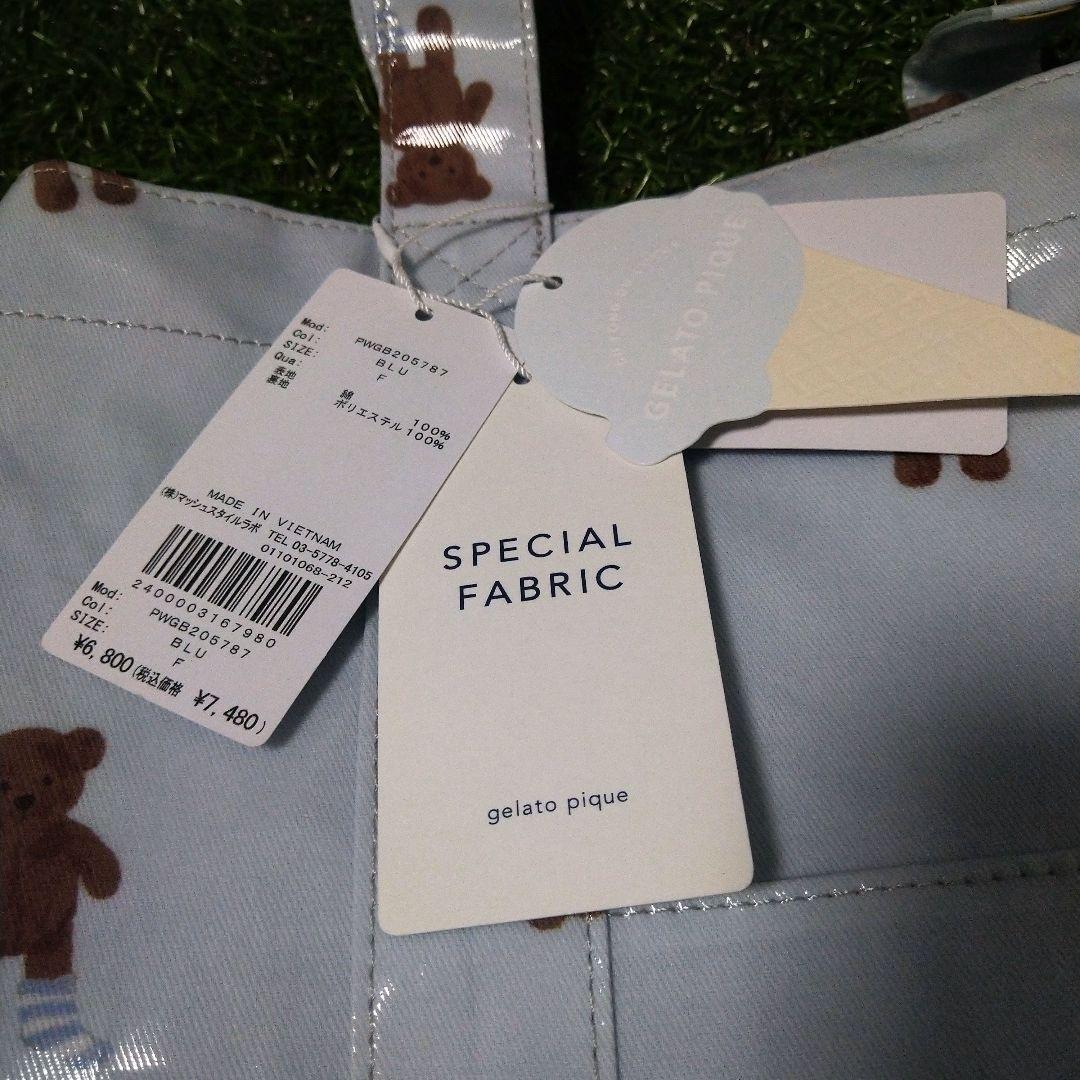 Mod: PWGB205787
Col: BLU
SIZE: F
Qua:
表地 綿 100%
裏地 ポリエステル 100%
MADE IN VIETNAM
(株)マッシュスタイルラボ TEL 03-5778-4105
01101068-212
2400003167980
Mod: PWGB205787
Col: BLU
SIZE: F
¥6,800(税込価格 ¥7,480)
GELATO PIQUE
SPECIAL
FABRIC
gelato pique